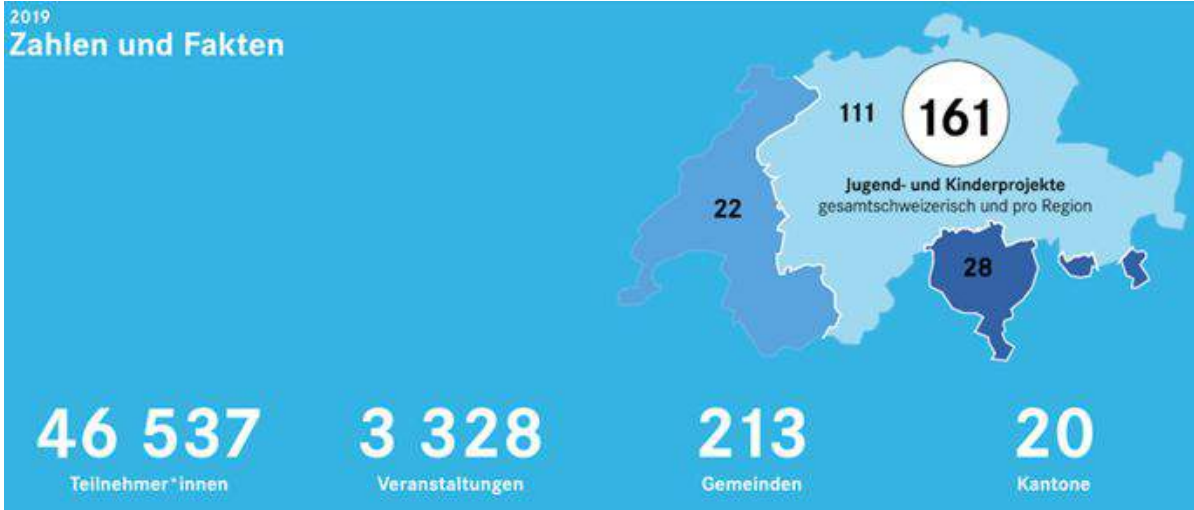 2019
Zahlen und Fakten
111
161
Jugend- und Kinderprojekte
gesamtschweizerisch und pro Region
22
28
46 537
Teilnehmer*innen
3 328
Veranstaltungen
213
Gemeinden
20
Kantone